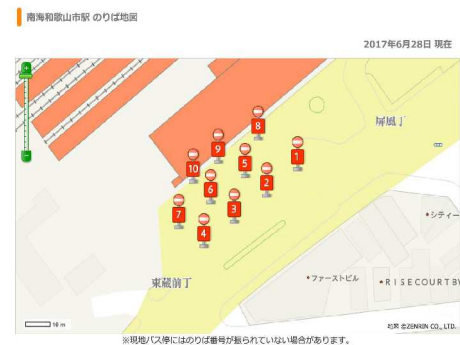 南海和歌山市駅 のりば地図
2017年6月28日 現在
8
屏風丁
9
5
1
10
2
6
3
7
4
•シティー
東蔵前丁
•ファーストビル
•RISECOURTBW
10 m
地図 ©ZENRIN CO., LTD.
※現地バス停にはのりば番号が振られていない場合があります。